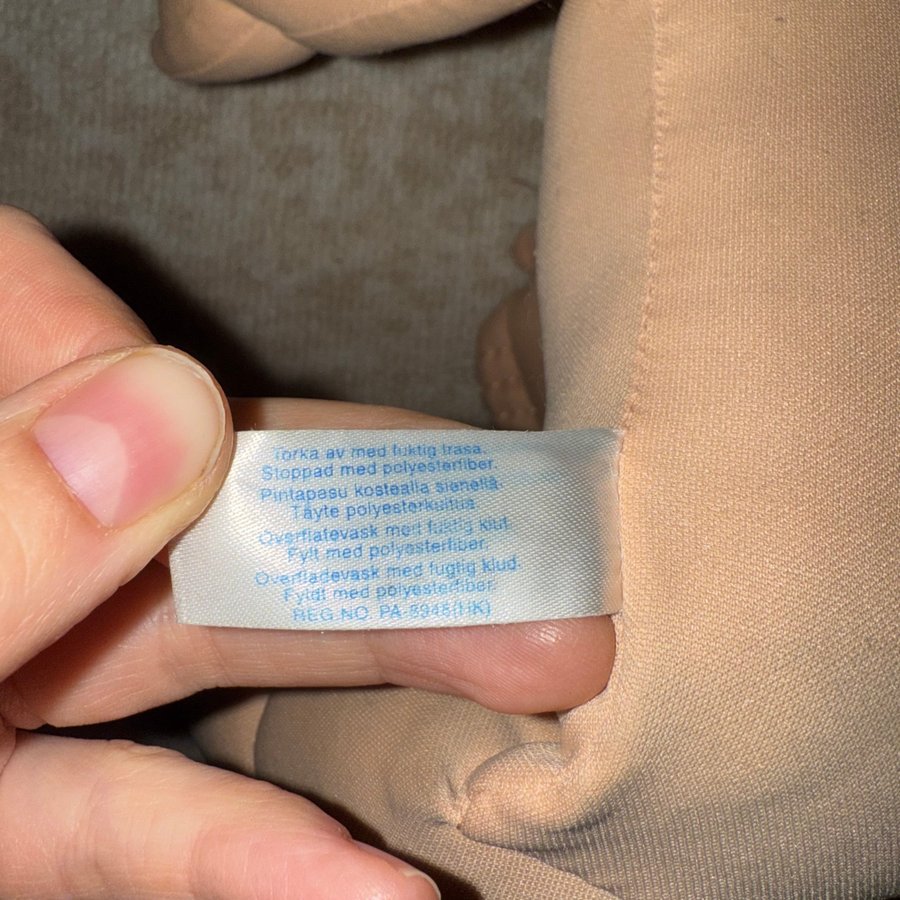 Torka av med fuktig trasa.
Stoppad med polyesterfiber.
Pintapesu kostealla sienellä.
Täyte polyesterkuitua
Overflatevask med fustig klut.
Fylt med polyesterfiber.
Overfladevask med fugtig klud.
Fyldt med polyesterfiber.
REG.NO. PA-8948(HK)